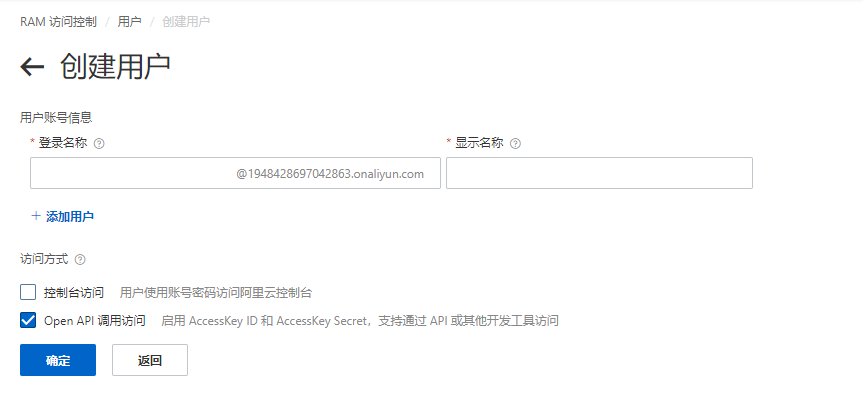 RAM 访问控制 / 用户 / 创建用户
← 创建用户
用户账号信息
* 登录名称 ? * 显示名称 ?
@1948428697042863.onaliyun.com
+ 添加用户
访问方式 ?
控制台访问 用户使用账号密码访问阿里云控制台
Open API 调用访问 启用 AccessKey ID 和 AccessKey Secret，支持通过 API 或其他开发工具访问
确定 返回